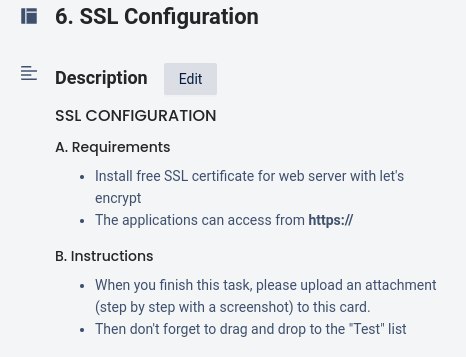 6. SSL Configuration
Description
Edit
SSL CONFIGURATION
A. Requirements
• Install free SSL certificate for web server with let's
encrypt
• The applications can access from https://
B. Instructions
• When you finish this task, please upload an attachment
(step by step with a screenshot) to this card.
• Then don't forget to drag and drop to the "Test" list